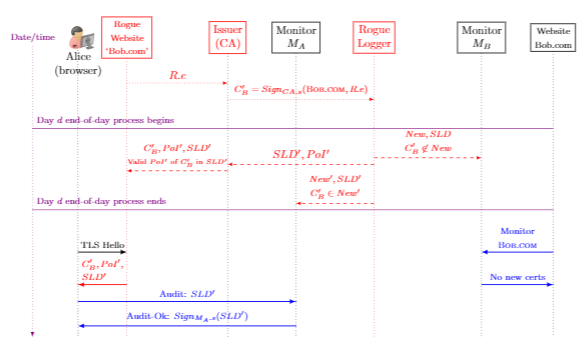 Date/time
Alice
(browser)
Rogue
Website
'Bob.com'
Issuer
(CA)
Monitor
M_A
Rogue
Logger
Monitor
M_B
Website
Bob.com
R.e
C'_B = Sign_{CA.s}(BOB.COM, R.e)
Day d end-of-day process begins
New, SLD
C'_B ∉ New
SLD', PoI'
C'_B, PoI', SLD'
Valid PoI' of C'_B in SLD'
New', SLD'
C'_B ∈ New'
Day d end-of-day process ends
Monitor
BOB.COM
TLS Hello
C'_B, PoI',
SLD'
No new certs
Audit: SLD'
Audit-Ok: Sign_{M_A.s}(SLD')